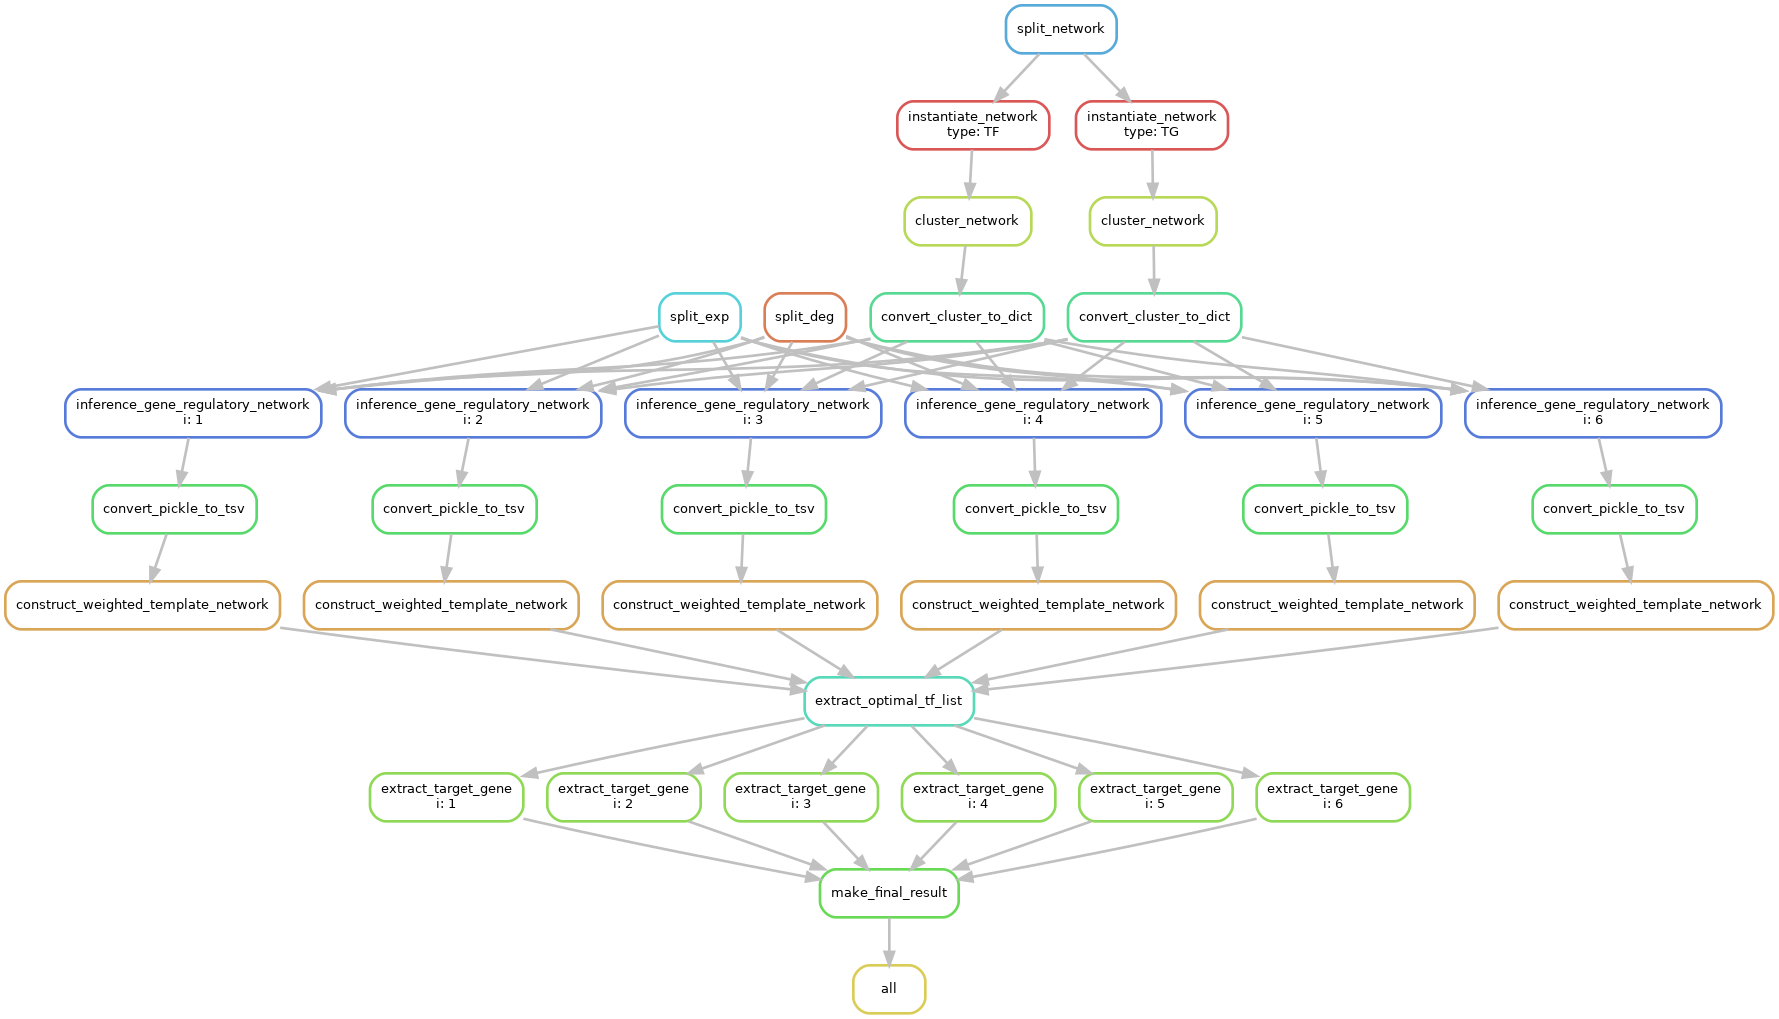 split_network
instantiate_network
type: TF
instantiate_network
type: TG
cluster_network
cluster_network
split_exp
split_deg
convert_cluster_to_dict
convert_cluster_to_dict
inference_gene_regulatory_network
i: 1
inference_gene_regulatory_network
i: 2
inference_gene_regulatory_network
i: 3
inference_gene_regulatory_network
i: 4
inference_gene_regulatory_network
i: 5
inference_gene_regulatory_network
i: 6
convert_pickle_to_tsv
convert_pickle_to_tsv
convert_pickle_to_tsv
convert_pickle_to_tsv
convert_pickle_to_tsv
convert_pickle_to_tsv
construct_weighted_template_network
construct_weighted_template_network
construct_weighted_template_network
construct_weighted_template_network
construct_weighted_template_network
construct_weighted_template_network
extract_optimal_tf_list
extract_target_gene
i: 1
extract_target_gene
i: 2
extract_target_gene
i: 3
extract_target_gene
i: 4
extract_target_gene
i: 5
extract_target_gene
i: 6
make_final_result
all